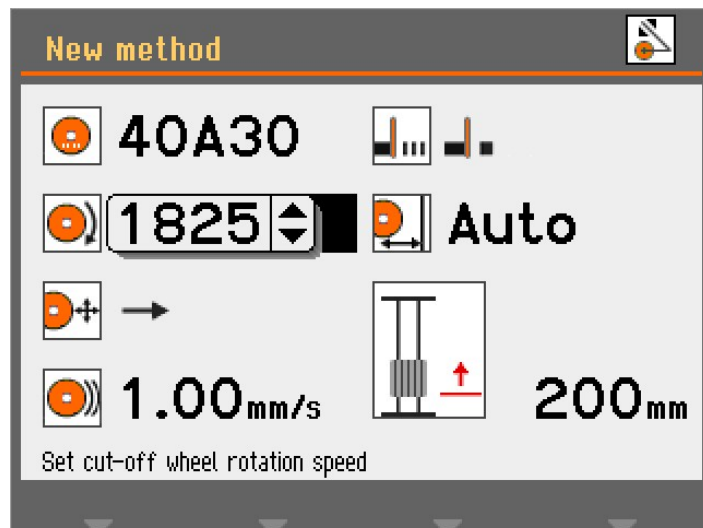 New method
40A30
1825
Auto
1.00mm/s
200mm
Set cut-off wheel rotation speed